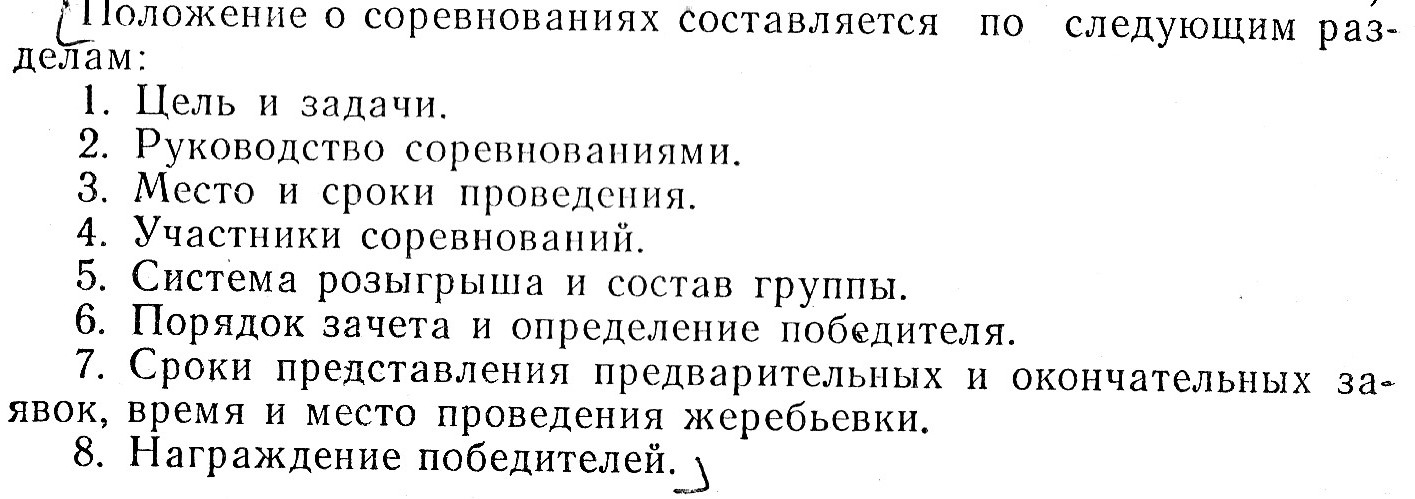 Положение о соревнованиях составляется по следующим раз-
делам:
1. Цель и задачи.
2. Руководство соревнованиями.
3. Место и сроки проведения.
4. Участники соревнований.
5. Система розыгрыша и состав группы.
6. Порядок зачета и определение победителя.
7. Сроки представления предварительных и окончательных за-
явок, время и место проведения жеребьевки.
8. Награждение победителей.